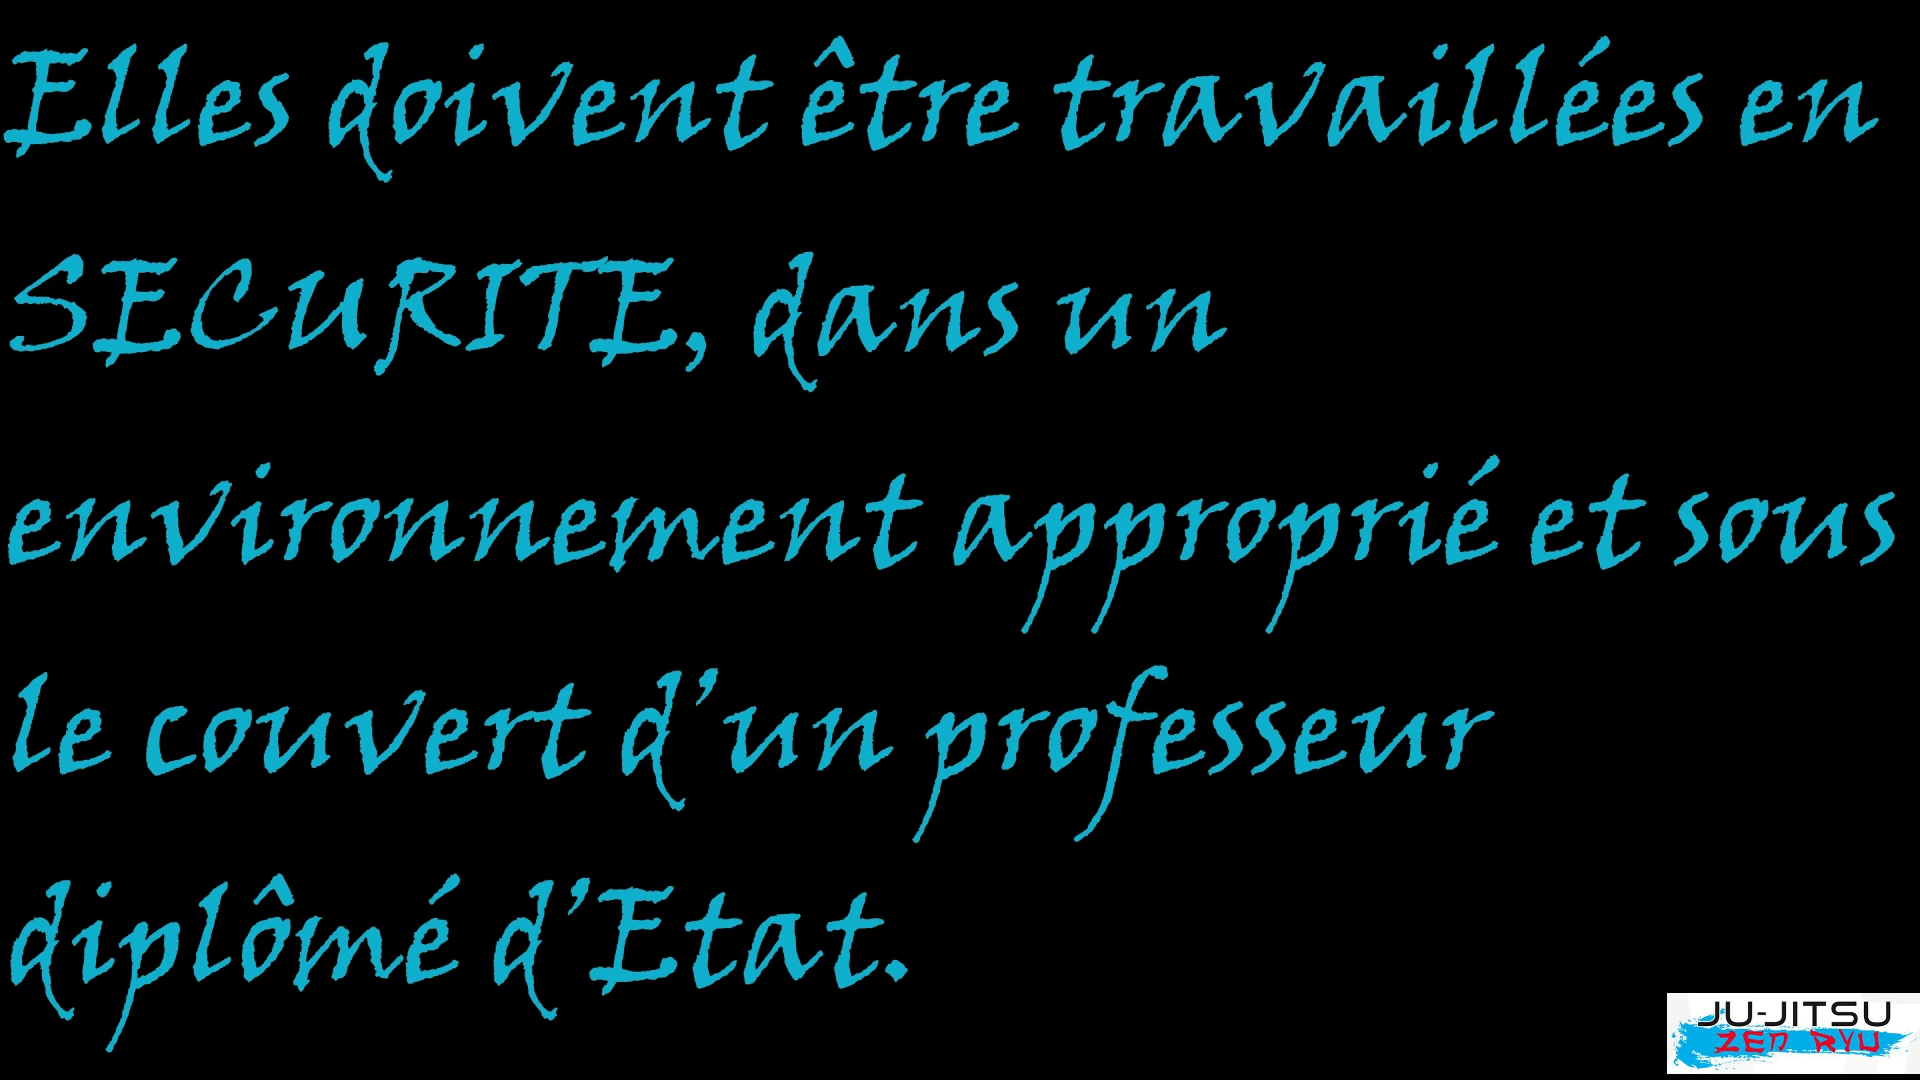 Elles doivent être travaillées en
SECURITE, dans un
environnement approprié et sous
le couvert d’un professeur
diplômé d’Etat.
JU-JITSU
ZEN RYU